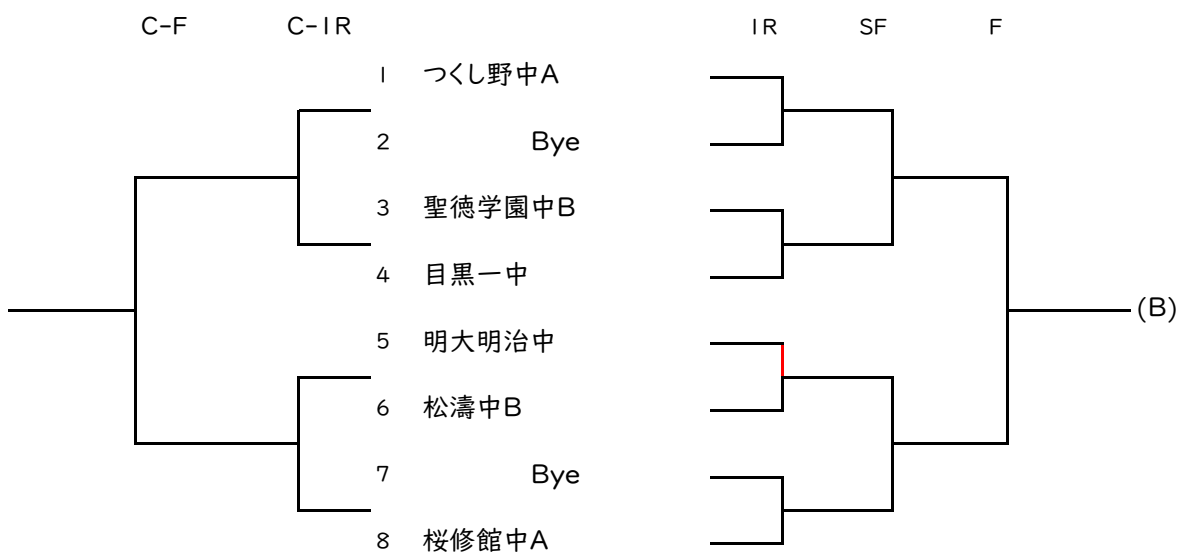 C-F C-1R 1R SF F
1 つくし野中A
2 Bye
3 聖徳学園中B
4 目黒一中
(B)
5 明大明治中
6 松濤中B
7 Bye
8 桜修館中A